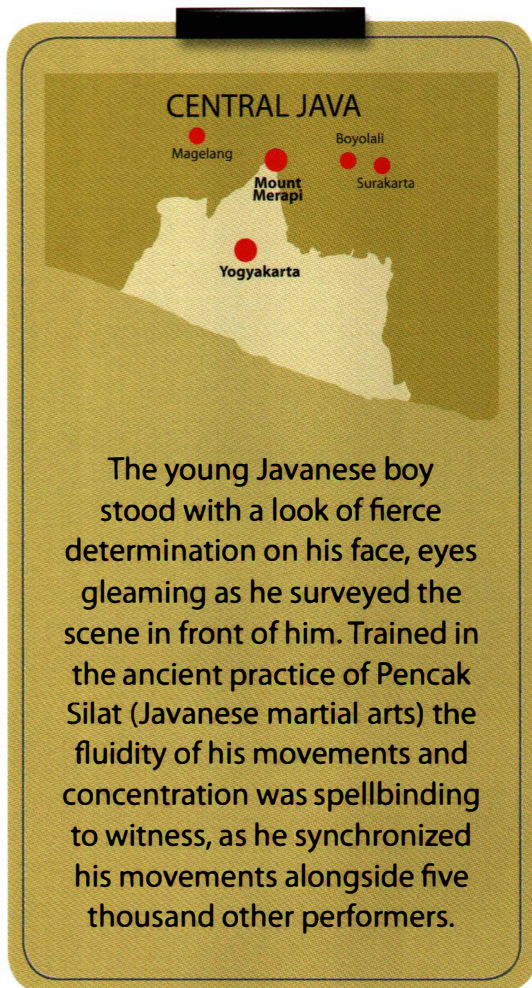 CENTRAL JAVA
Magelang
Boyolali
Mount
Merapi
Surakarta
Yogyakarta
The young Javanese boy
stood with a look of fierce
determination on his face, eyes
gleaming as he surveyed the
scene in front of him. Trained in
the ancient practice of Pencak
Silat (Javanese martial arts) the
fluidity of his movements and
concentration was spellbinding
to witness, as he synchronized
his movements alongside five
thousand other performers.